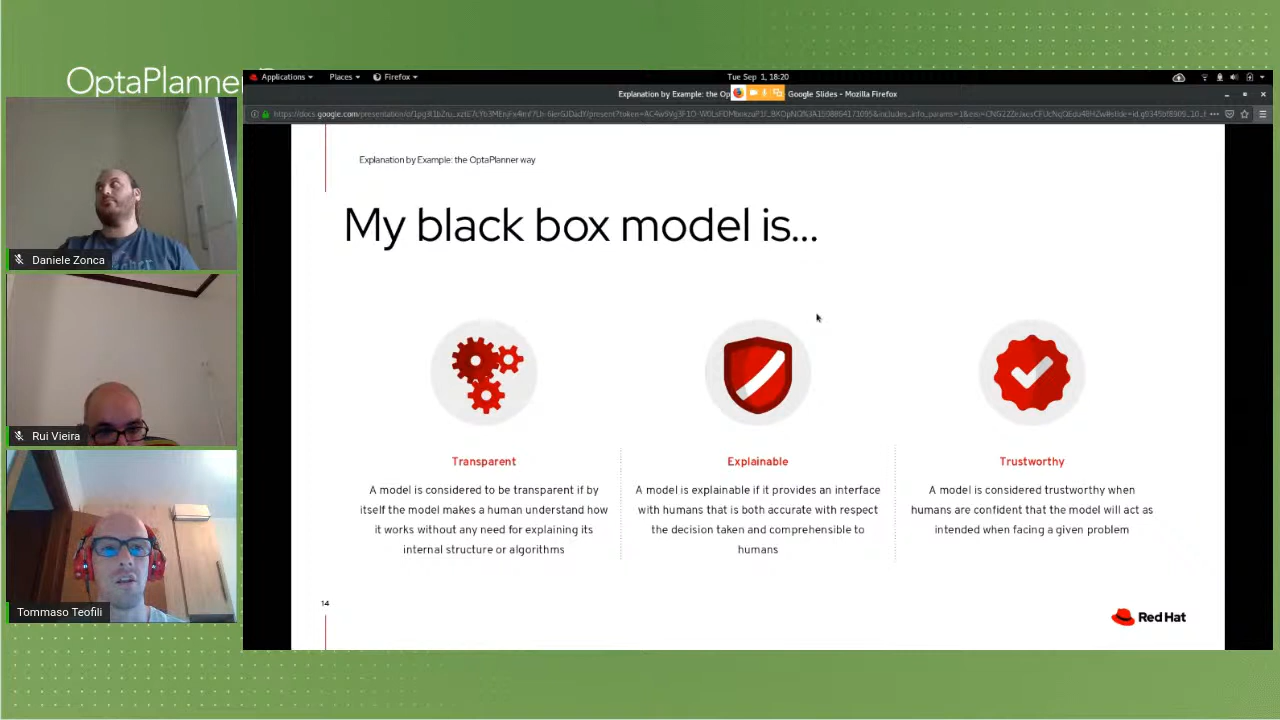 OptaPlanner
Applications
Places
Firefox
Tue Sep 1, 18:20
Explanation by Example: the Op
Google Slides - Mozilla Firefox
Explanation by Example: the OptaPlanner way
My black box model is...
Transparent
A model is considered to be transparent if by
itself the model makes a human understand how
it works without any need for explaining its
internal structure or algorithms
Explainable
A model is explainable if it provides an interface
with humans that is both accurate with respect
the decision taken and comprehensible to
humans
Trustworthy
A model is considered trustworthy when
humans are confident that the model will act as
intended when facing a given problem
14
Red Hat
Daniele Zonca
Rui Vieira
Tommaso Teofili